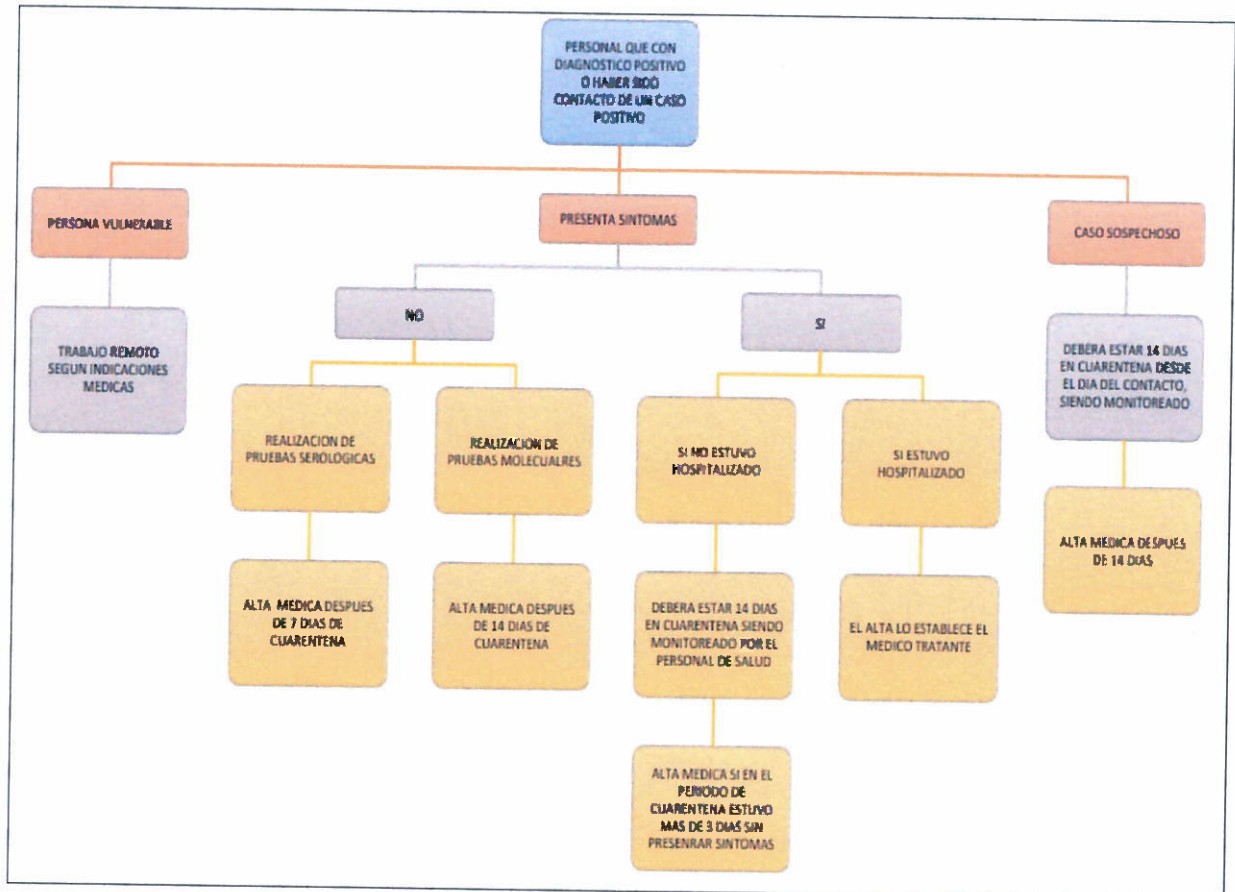 PERSONAL QUE CON
DIAGNOSTICO POSITIVO
O HABER SIDO
CONTACTO DE UN CASO
POSITIVO
PERSONA VULNERABLE
PRESENTA SINTOMAS
CASO SOSPECHOSO
TRABAJO REMOTO
SEGUN INDICACIONES
MEDICAS
NO
SI
DEBERA ESTAR 14 DIAS
EN CUARENTENA DESDE
EL DIA DEL CONTACTO,
SIENDO MONITOREADO
REALIZACION DE
PRUEBAS SEROLOGICAS
REALIZACION DE
PRUEBAS MOLECUALRES
SI NO ESTUVO
HOSPITALIZADO
SI ESTUVO
HOSPITALIZADO
ALTA MEDICA DESPUES
DE 14 DIAS
ALTA MEDICA DESPUES
DE 7 DIAS DE
CUARENTENA
ALTA MEDICA DESPUES
DE 14 DIAS DE
CUARENTENA
DEBERA ESTAR 14 DIAS
EN CUARENTENA SIENDO
MONITOREADO POR EL
PERSONAL DE SALUD
EL ALTA LO ESTABLECE EL
MEDICO TRATANTE
ALTA MEDICA SI EN EL
PERIODO DE
CUARENTENA ESTUVO
MAS DE 3 DIAS SIN
PRESENRAR SINTOMAS